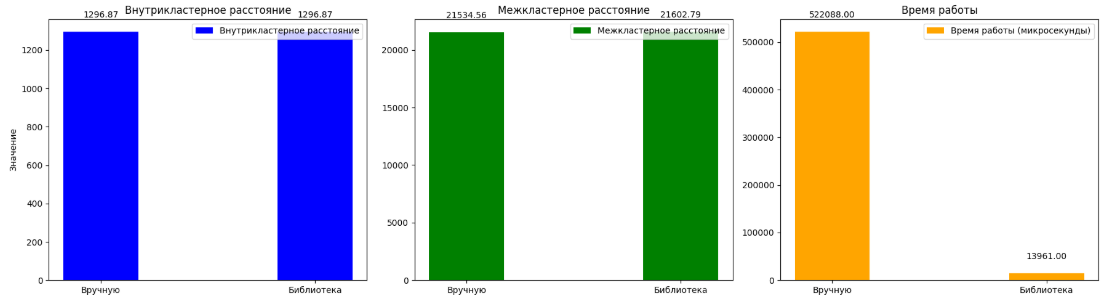 Внутрикластерное расстояние
1296.87
1296.87
Внутрикластерное расстояние
Значение
1200
1000
800
600
400
200
0
Вручную
Библиотека
Межкластерное расстояние
21534.56
21602.79
Межкластерное расстояние
20000
15000
10000
5000
0
Вручную
Библиотека
Время работы
522088.00
Время работы (микросекунды)
500000
400000
300000
200000
100000
0
13961.00
Вручную
Библиотека